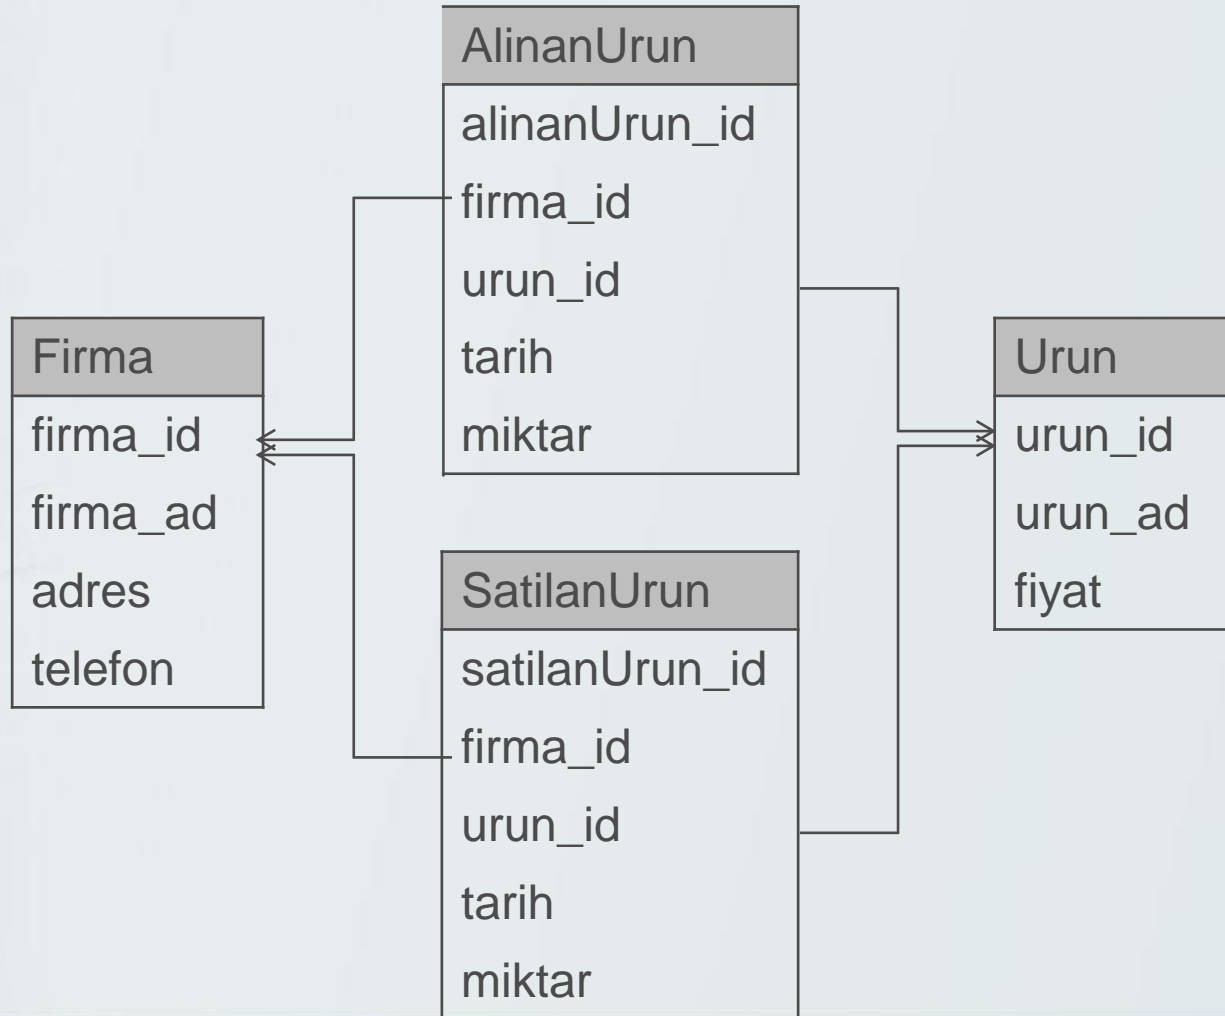 AlinanUrun
alinanUrun_id
firma_id
urun_id
tarih
miktar
Firma
firma_id
firma_ad
adres
telefon
Urun
urun_id
urun_ad
fiyat
SatilanUrun
satilanUrun_id
firma_id
urun_id
tarih
miktar